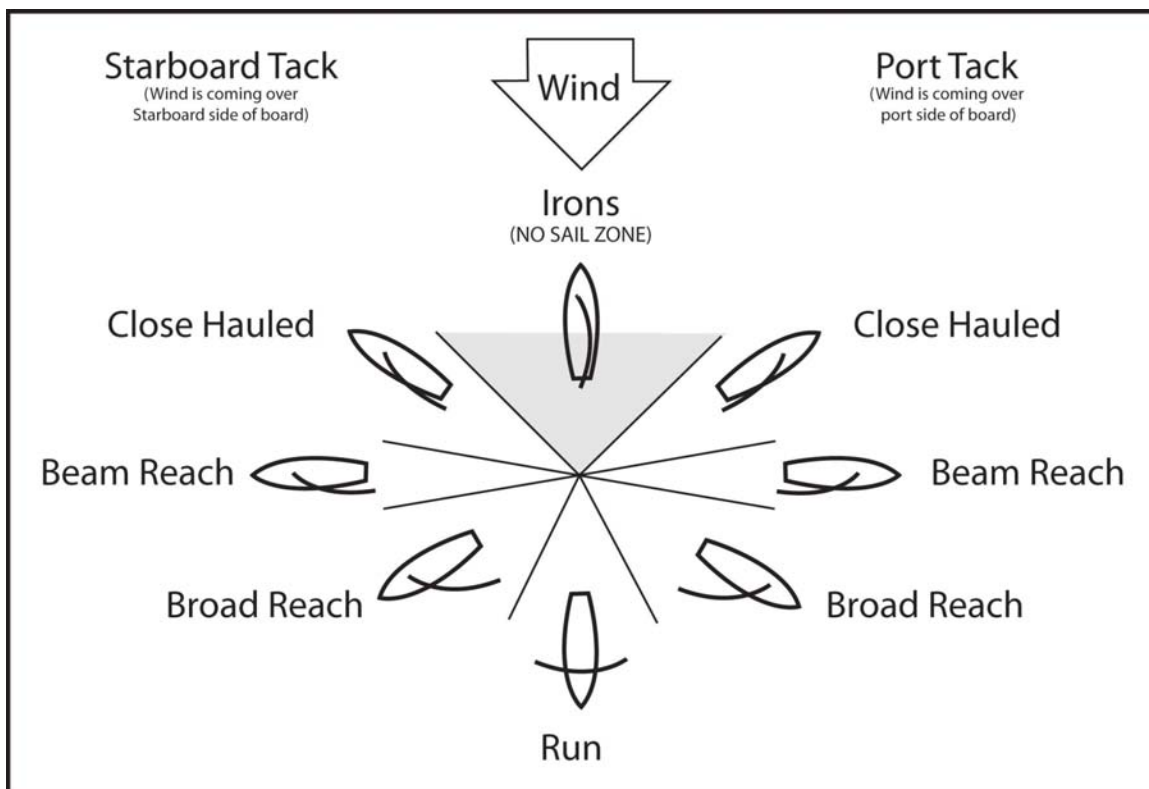 Starboard Tack
(Wind is coming over
Starboard side of board)
Wind
Port Tack
(Wind is coming over
port side of board)
Irons
(NO SAIL ZONE)
Close Hauled
Close Hauled
Beam Reach
Beam Reach
Broad Reach
Broad Reach
Run